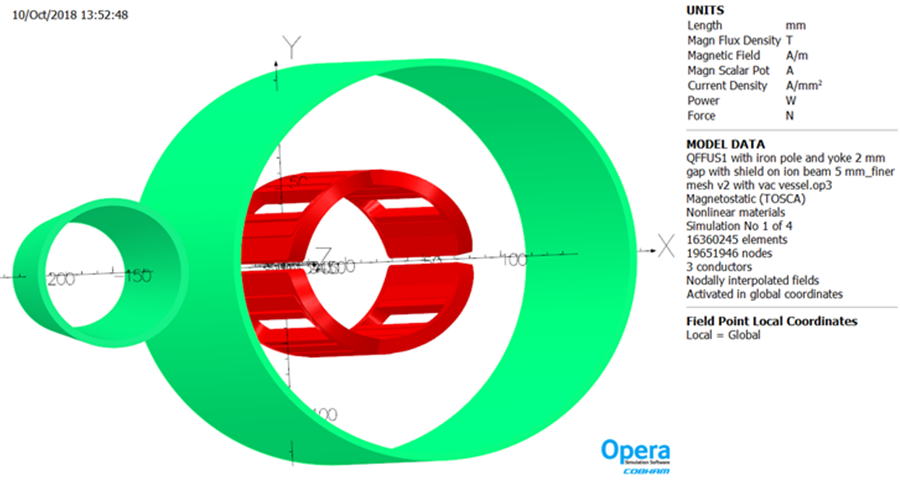 10/Oct/2018 13:52:48
UNITS
Length mm
Magn Flux Density T
Magnetic Field A/m
Magn Scalar Pot A
Current Density A/mm²
Power W
Force N
MODEL DATA
QFFUS1 with iron pole and yoke 2 mm
gap with shield on ion beam 5 mm_finer
mesh v2 with vac vessel.op3
Magnetostatic (TOSCA)
Nonlinear materials
Simulation No 1 of 4
16360245 elements
19651946 nodes
3 conductors
Nodally interpolated fields
Activated in global coordinates
Field Point Local Coordinates
Local = Global
Y
50
Z
X
200
-150
100
100
Opera
Simulation Software
COBHAM